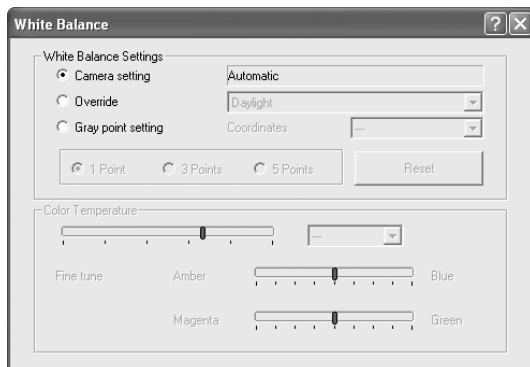 White Balance
White Balance Settings
Camera setting Automatic
Override Daylight
Gray point setting Coordinates ---
1 Point 3 Points 5 Points Reset
Color Temperature
---
Fine tune Amber Blue
Magenta Green